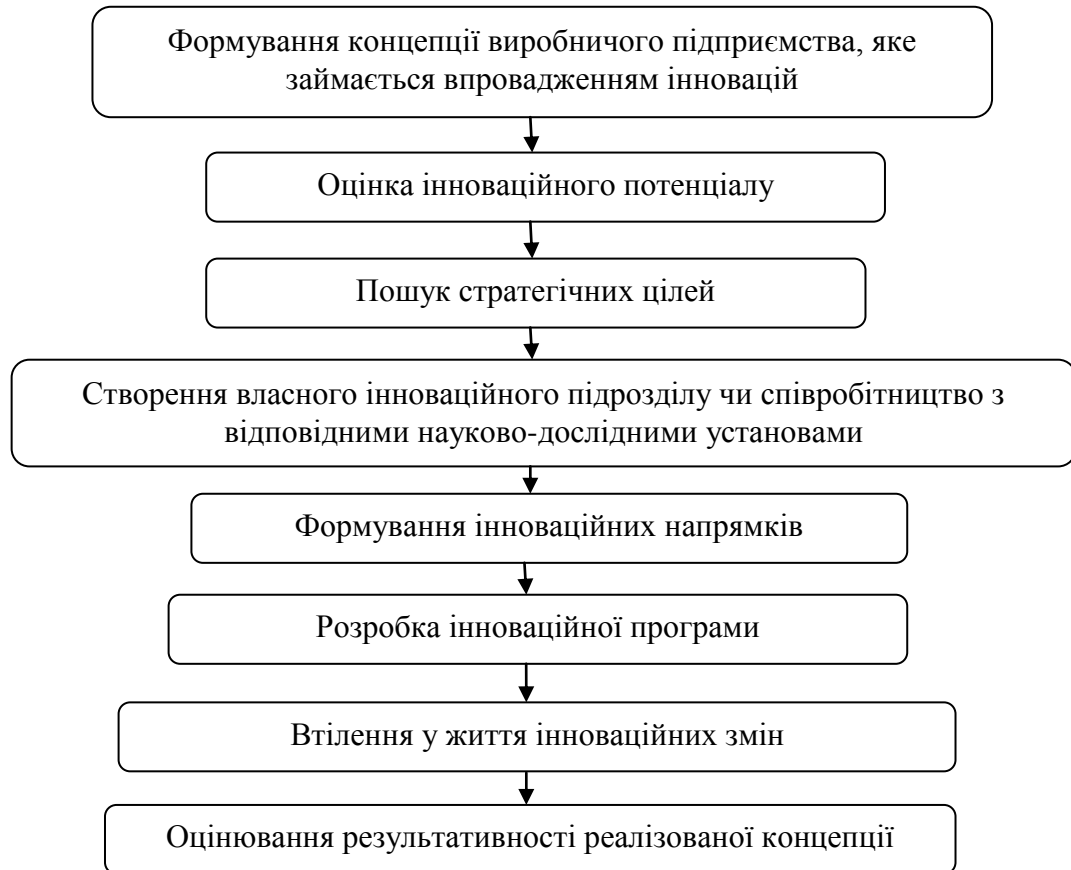 Формування концепції виробничого підприємства, яке
займається впровадженням інновацій
Оцінка інноваційного потенціалу
Пошук стратегічних цілей
Створення власного інноваційного підрозділу чи співробітництво з
відповідними науково-дослідними установами
Формування інноваційних напрямків
Розробка інноваційної програми
Втілення у життя інноваційних змін
Оцінювання результативності реалізованої концепції